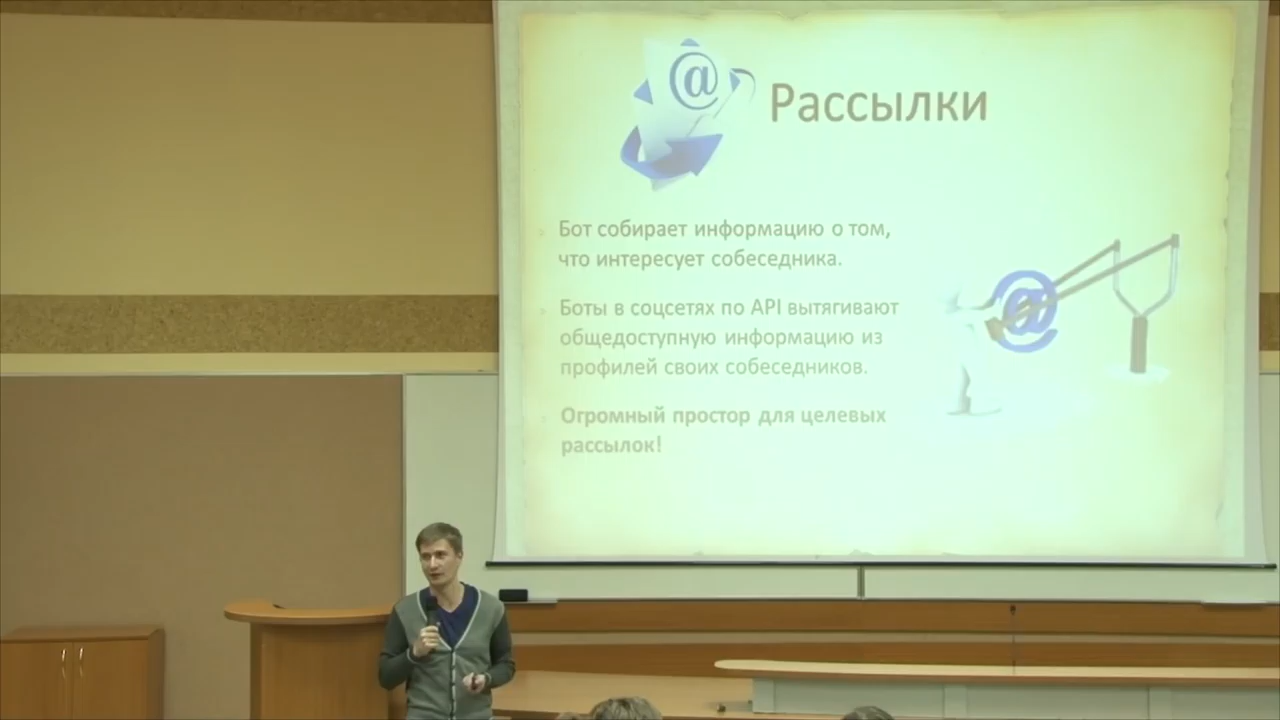 @
Рассылки
Бот собирает информацию о том,
что интересует собеседника.
Боты в соцсетях по API вытягивают
общедоступную информацию из
профилей своих собеседников.
@
Огромный простор для целевых
рассылок!